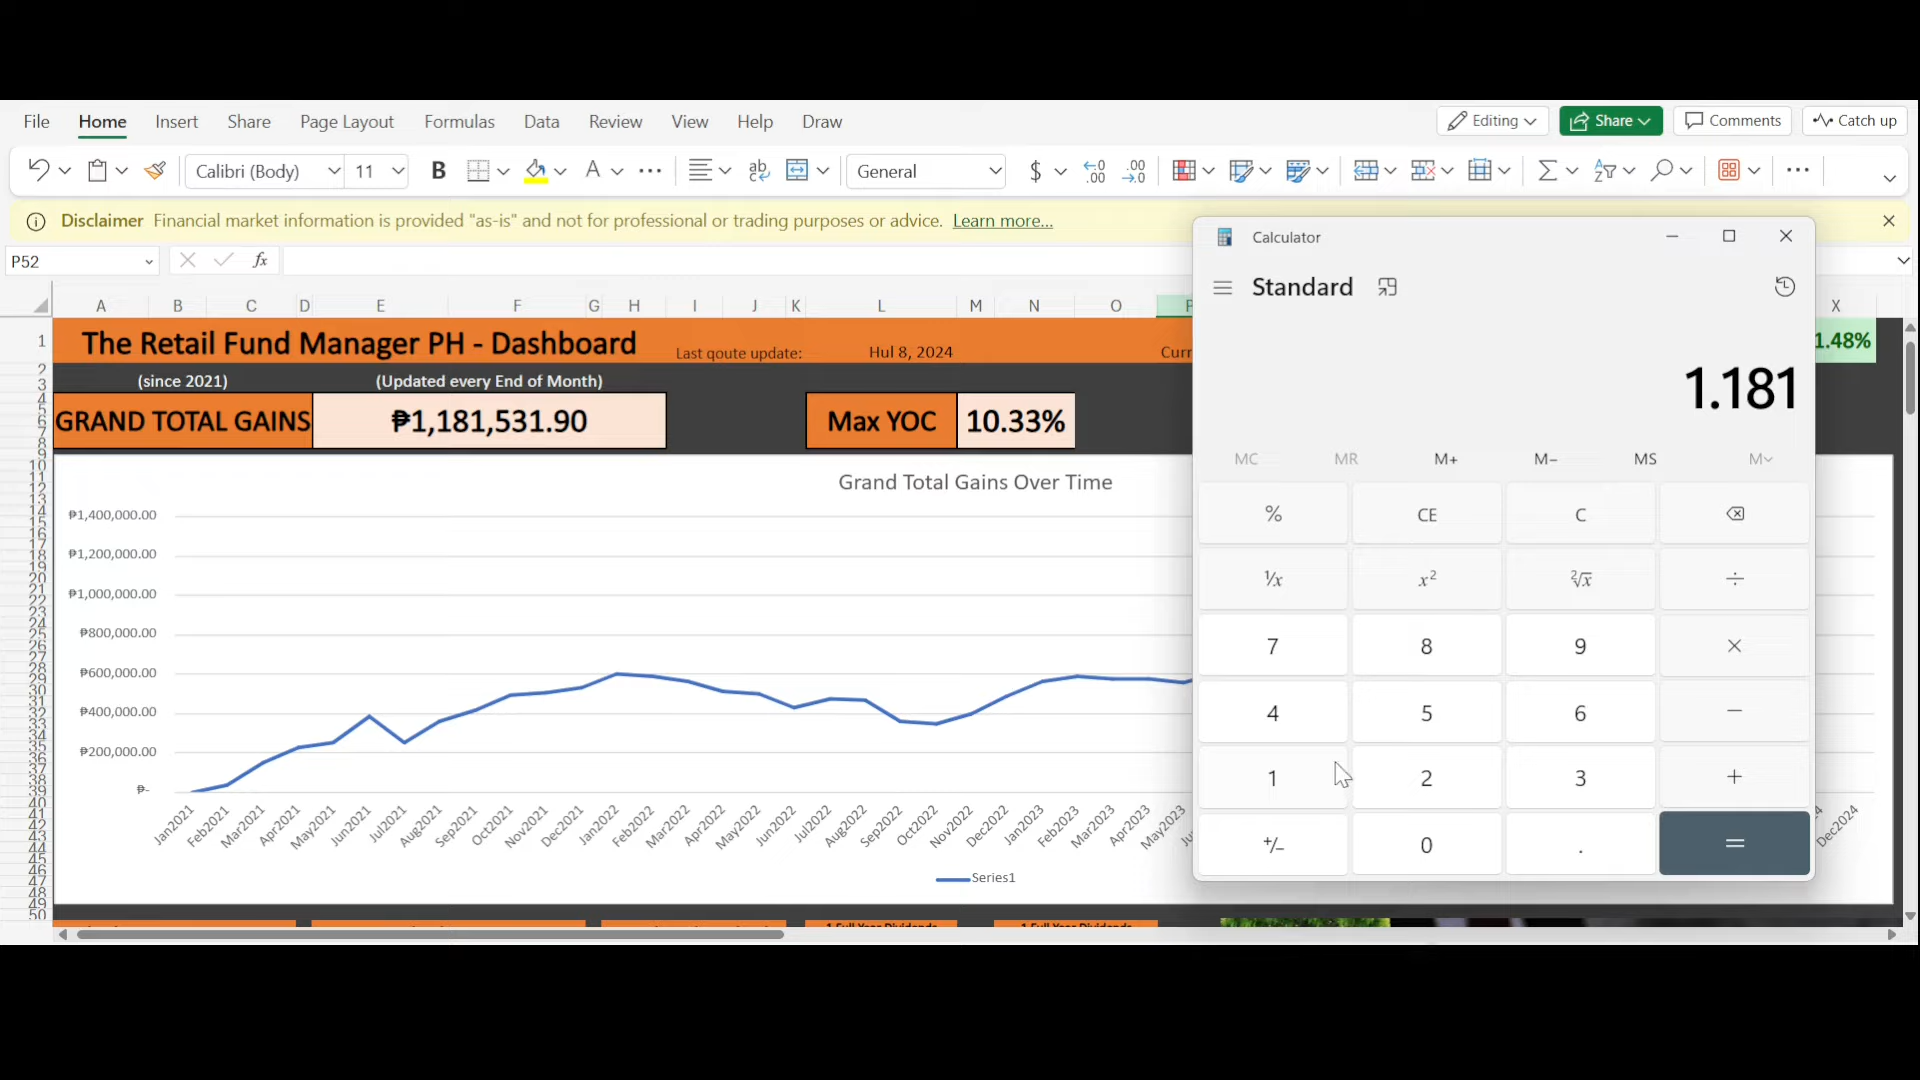 File Home Insert Share Page Layout Formulas Data Review View Help Draw Editing Share Comments Catch up
Calibri (Body) 11 B A ab General $ .00 .00
Disclaimer Financial market information is provided "as-is" and not for professional or trading purposes or advice. Learn more...
P52 fx
A B C D E F G H I J K L M N O P X
1 The Retail Fund Manager PH - Dashboard Last qoute update: Hul 8, 2024 Curr 1.48%
(since 2021) (Updated every End of Month)
GRAND TOTAL GAINS ₱1,181,531.90 Max YOC 10.33%
Grand Total Gains Over Time
₱1,400,000.00
₱1,200,000.00
₱1,000,000.00
₱800,000.00
₱600,000.00
₱400,000.00
₱200,000.00
₱-
Jan2021 Feb2021 Mar2021 Apr2021 May2021 Jun2021 Jul2021 Aug2021 Sep2021 Oct2021 Nov2021 Dec2021 Jan2022 Feb2022 Mar2022 Apr2022 May2022 Jun2022 Jul2022 Aug2022 Sep2022 Oct2022 Nov2022 Dec2022 Jan2023 Feb2023 Mar2023 Apr2023 May2023 Dec2024
Series1
Calculator
Standard
1.181
MC MR M+ M− MS M
% CE C
¹/x x² ²√x ÷
7 8 9 ×
4 5 6 −
1 2 3 +
+/− 0 . =